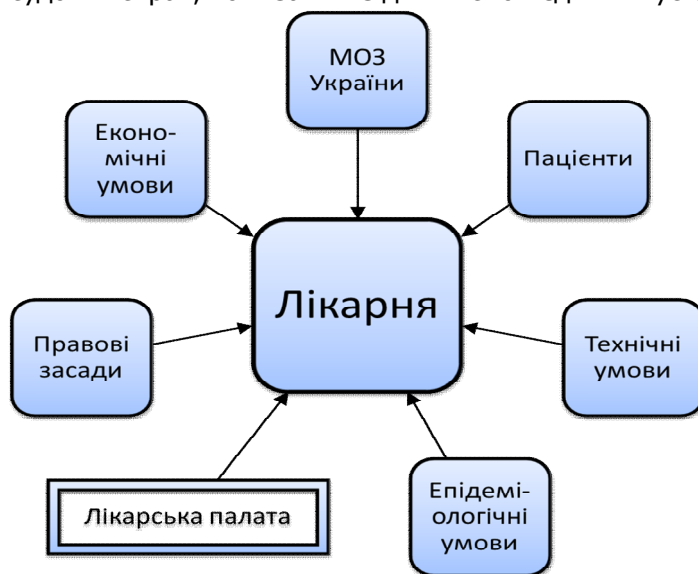 МОЗ
України
Еконо-
мічні
умови
Пацієнти
Лікарня
Правові
засади
Технічні
умови
Лікарська палата
Епідемі-
ологічні
умови